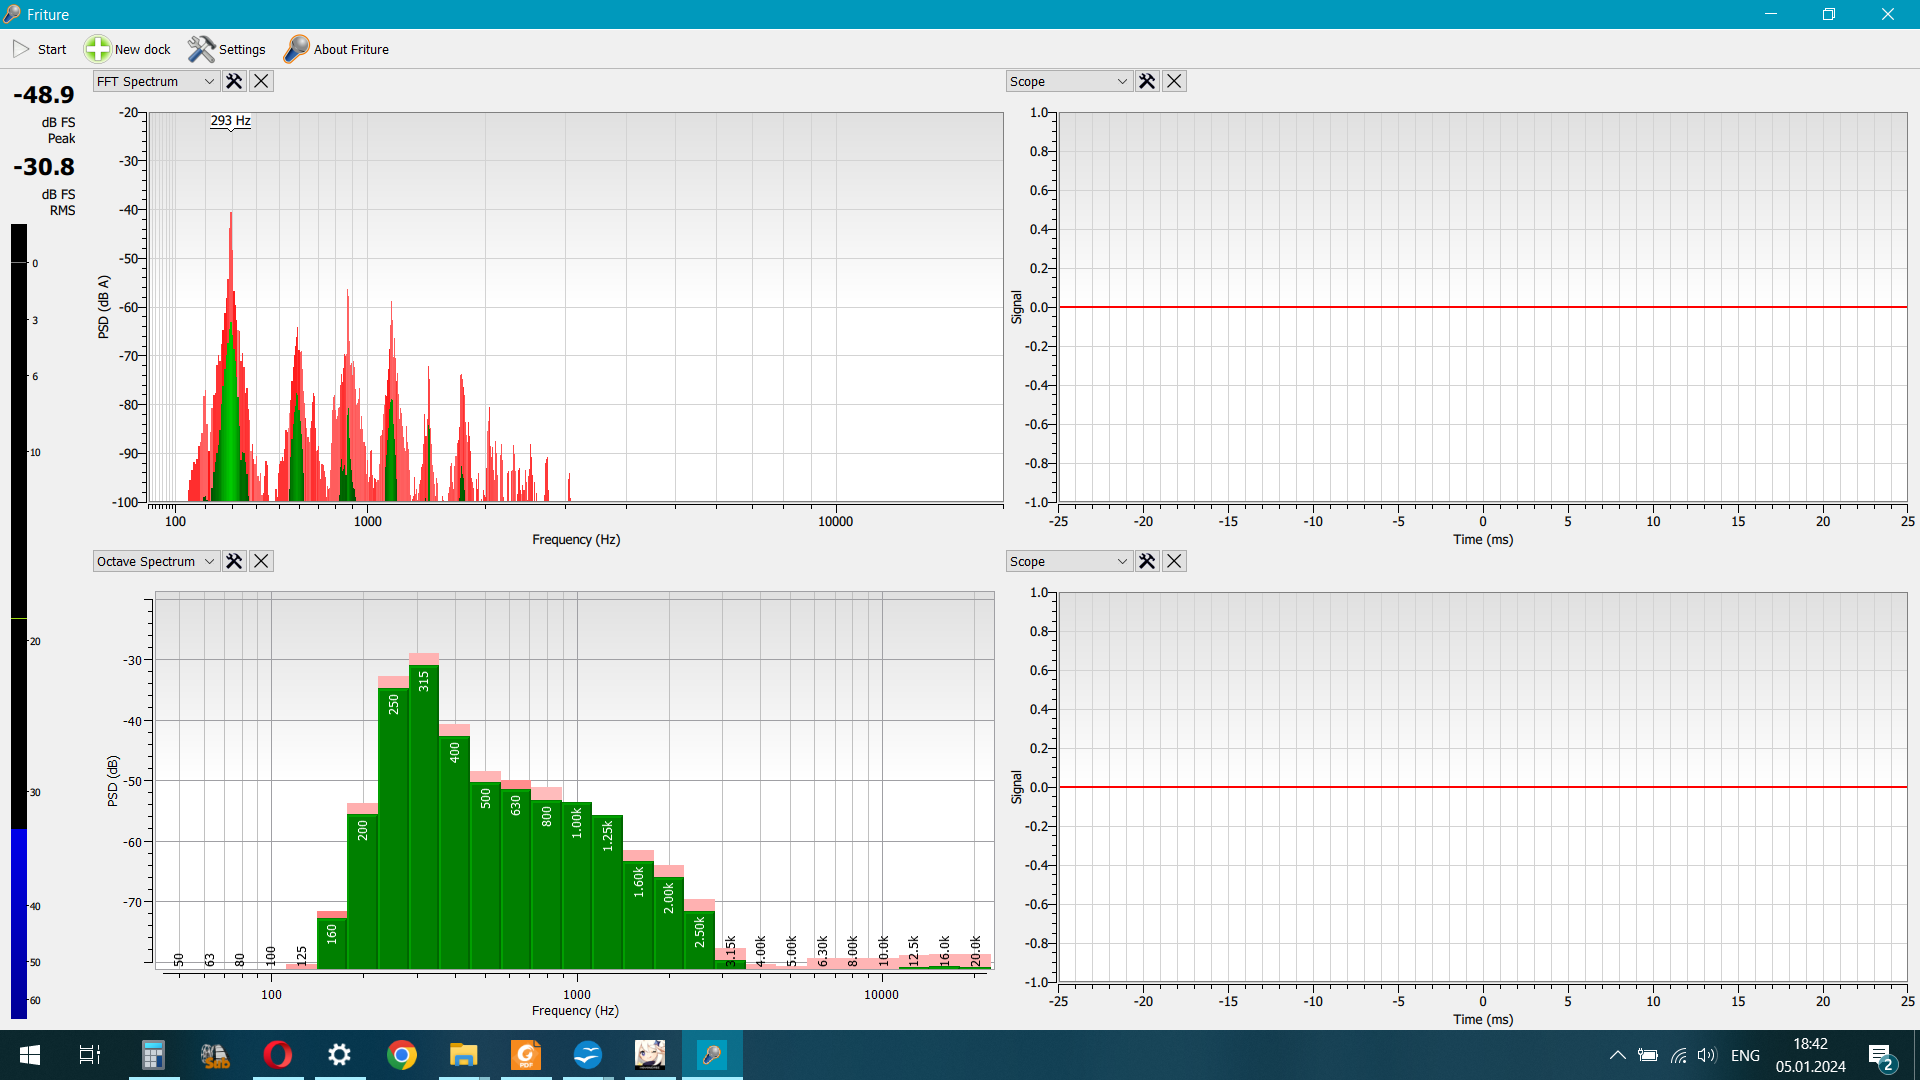 Friture
Start New dock Settings About Friture
-48.9
dB FS
Peak
-30.8
dB FS
RMS
0
3
6
10
20
30
40
50
60
FFT Spectrum
293 Hz
-20
-30
-40
-50
-60
-70
-80
-90
-100
PSD (dB A)
100 1000 10000
Frequency (Hz)
Scope
1.0
0.8
0.6
0.4
0.2
0.0
-0.2
-0.4
-0.6
-0.8
-1.0
Signal
-25 -20 -15 -10 -5 0 5 10 15 20 25
Time (ms)
Octave Spectrum
-30
-40
-50
-60
-70
PSD (dB)
50 63 80 100 125 160 200 250 315 400 500 630 800 1.00k 1.25k 1.60k 2.00k 2.50k 3.15k 4.00k 5.00k 6.30k 8.00k 10.0k 12.5k 16.0k 20.0k
100 1000 10000
Frequency (Hz)
Scope
1.0
0.8
0.6
0.4
0.2
0.0
-0.2
-0.4
-0.6
-0.8
-1.0
Signal
-25 -20 -15 -10 -5 0 5 10 15 20 25
Time (ms)
PDF
ENG
18:42
05.01.2024
2